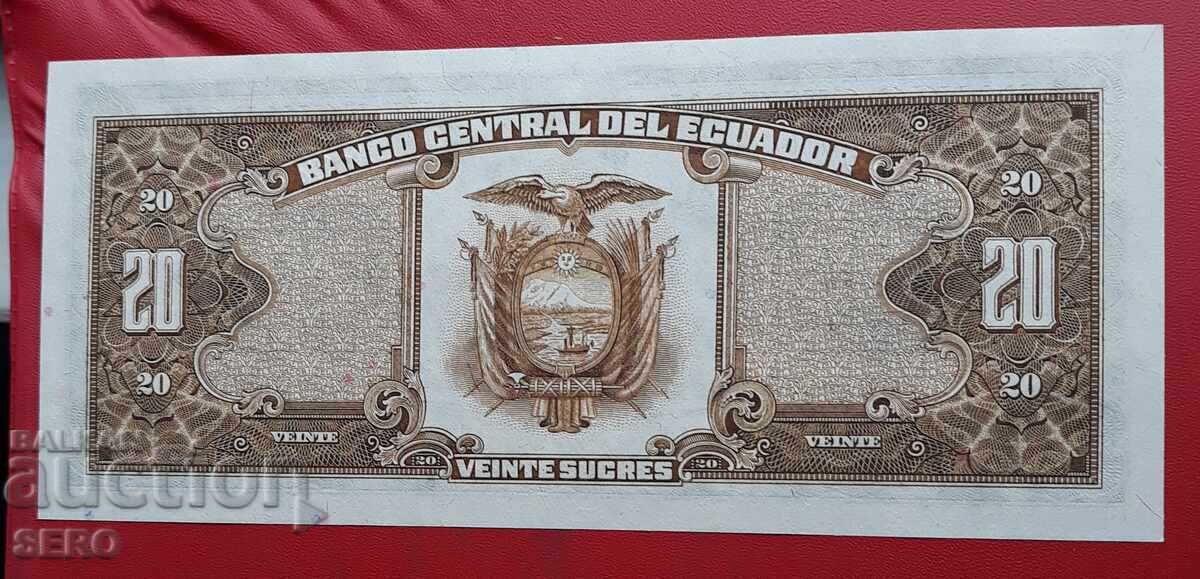 BANCO CENTRAL DEL ECUADOR
20
20
20
20
20
20
VEINTE
VEINTE
20
VEINTE SUCRES
20
BALKAN
auction
SERO